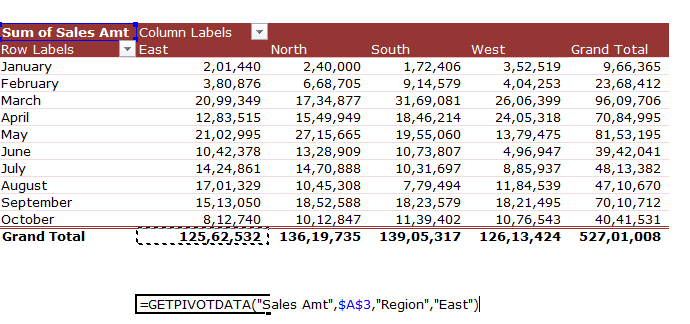 Sum of Sales Amt Column Labels
Row Labels East North South West Grand Total
January 2,01,440 2,40,000 1,72,406 3,52,519 9,66,365
February 3,80,876 6,68,705 9,14,579 4,04,253 23,68,412
March 20,99,349 17,34,877 31,69,081 26,06,399 96,09,706
April 12,83,515 15,49,949 18,46,214 24,05,318 70,84,995
May 21,02,995 27,15,665 19,55,060 13,79,475 81,53,195
June 10,42,378 13,28,909 10,73,807 4,96,947 39,42,041
July 14,24,861 14,70,888 10,31,697 8,85,937 48,13,382
August 17,01,329 10,45,308 7,79,494 11,84,539 47,10,670
September 15,13,050 18,52,588 18,23,579 18,21,495 70,10,712
October 8,12,740 10,12,847 11,39,402 10,76,543 40,41,531
Grand Total 125,62,532 136,19,735 139,05,317 126,13,424 527,01,008
=GETPIVOTDATA("Sales Amt",$A$3,"Region","East")